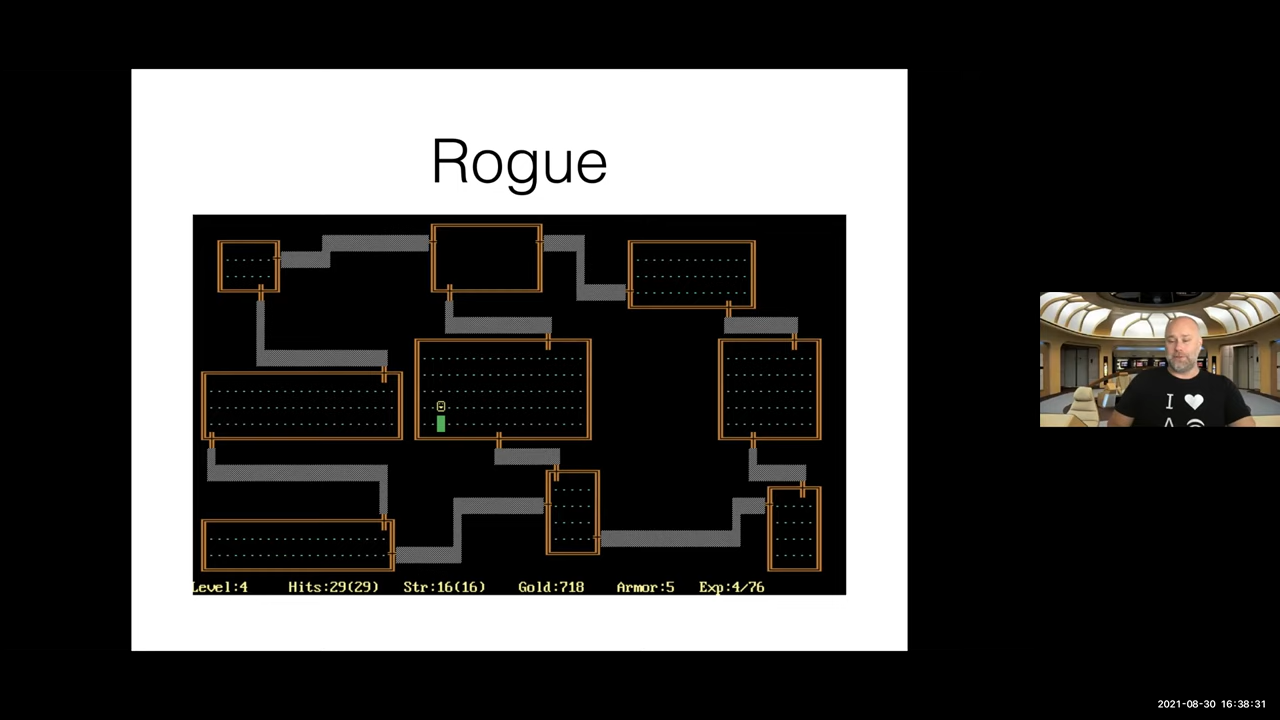 Rogue
Level:4 Hits:29(29) Str:16(16) Gold:718 Armor:5 Exp:4/76
I
2021-08-30 16:38:31